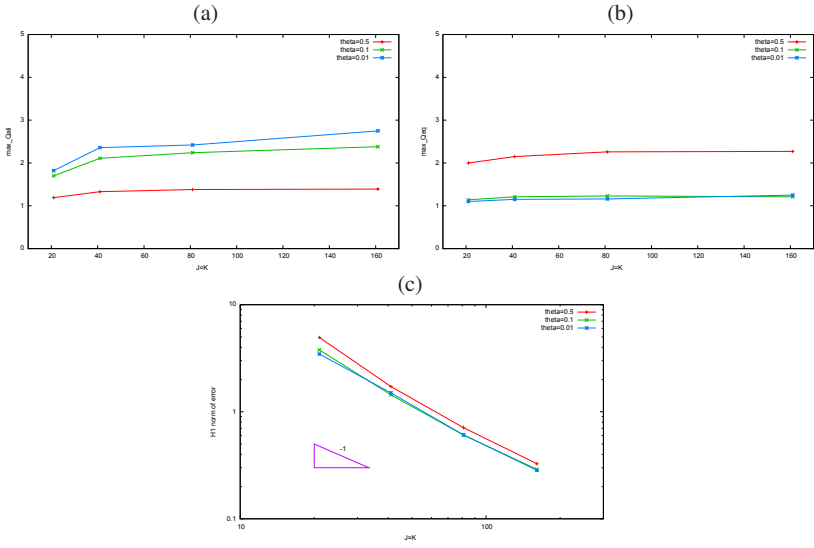 (a)
5
4
3
2
1
0
max_Qali
20 40 60 80 100 120 140 160
J=K
theta=0.5
theta=0.1
theta=0.01
(b)
5
4
3
2
1
0
max_Qeq
20 40 60 80 100 120 140 160
J=K
theta=0.5
theta=0.1
theta=0.01
(c)
10
1
0.1
H1 norm of error
10 100
J=K
theta=0.5
theta=0.1
theta=0.01
-1